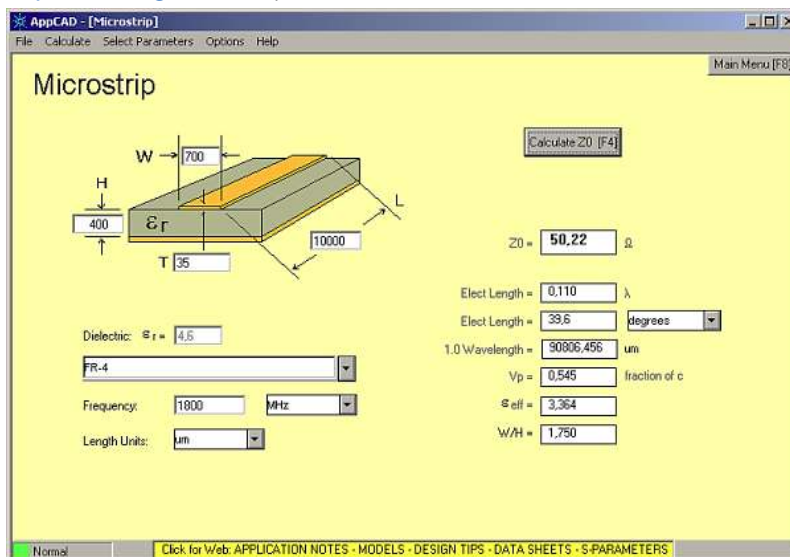 AppCAD - [Microstrip]
File Calculate Select Parameters Options Help
Main Menu [F8]
Microstrip
W 700
Calculate Z0 [F4]
H
400
εr
L
10000
T 35
Z0 = 50,22 Ω
Elect Length = 0,110 λ
Elect Length = 39,6 degrees
1.0 Wavelength = 90806,456 um
Vp = 0,545 fraction of c
εeff = 3,364
W/H = 1,750
Dielectric: εr = 4,6
FR-4
Frequency: 1800 MHz
Length Units: um
Normal
Click for Web: APPLICATION NOTES - MODELS - DESIGN TIPS - DATA SHEETS - S-PARAMETERS